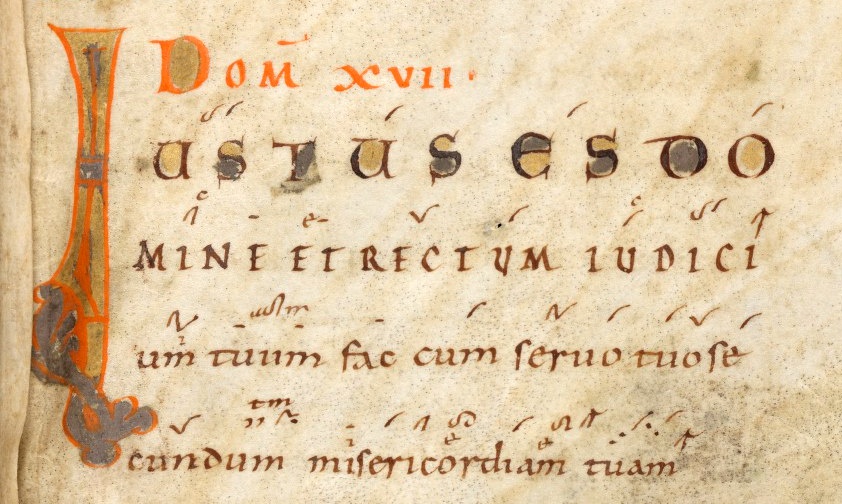 DOM̄ XVII
IUSTUS ES DO
MINE ET RECTUM IUDICI
um tuum fac cum seruo tuo se
cundum misericordiam tuam